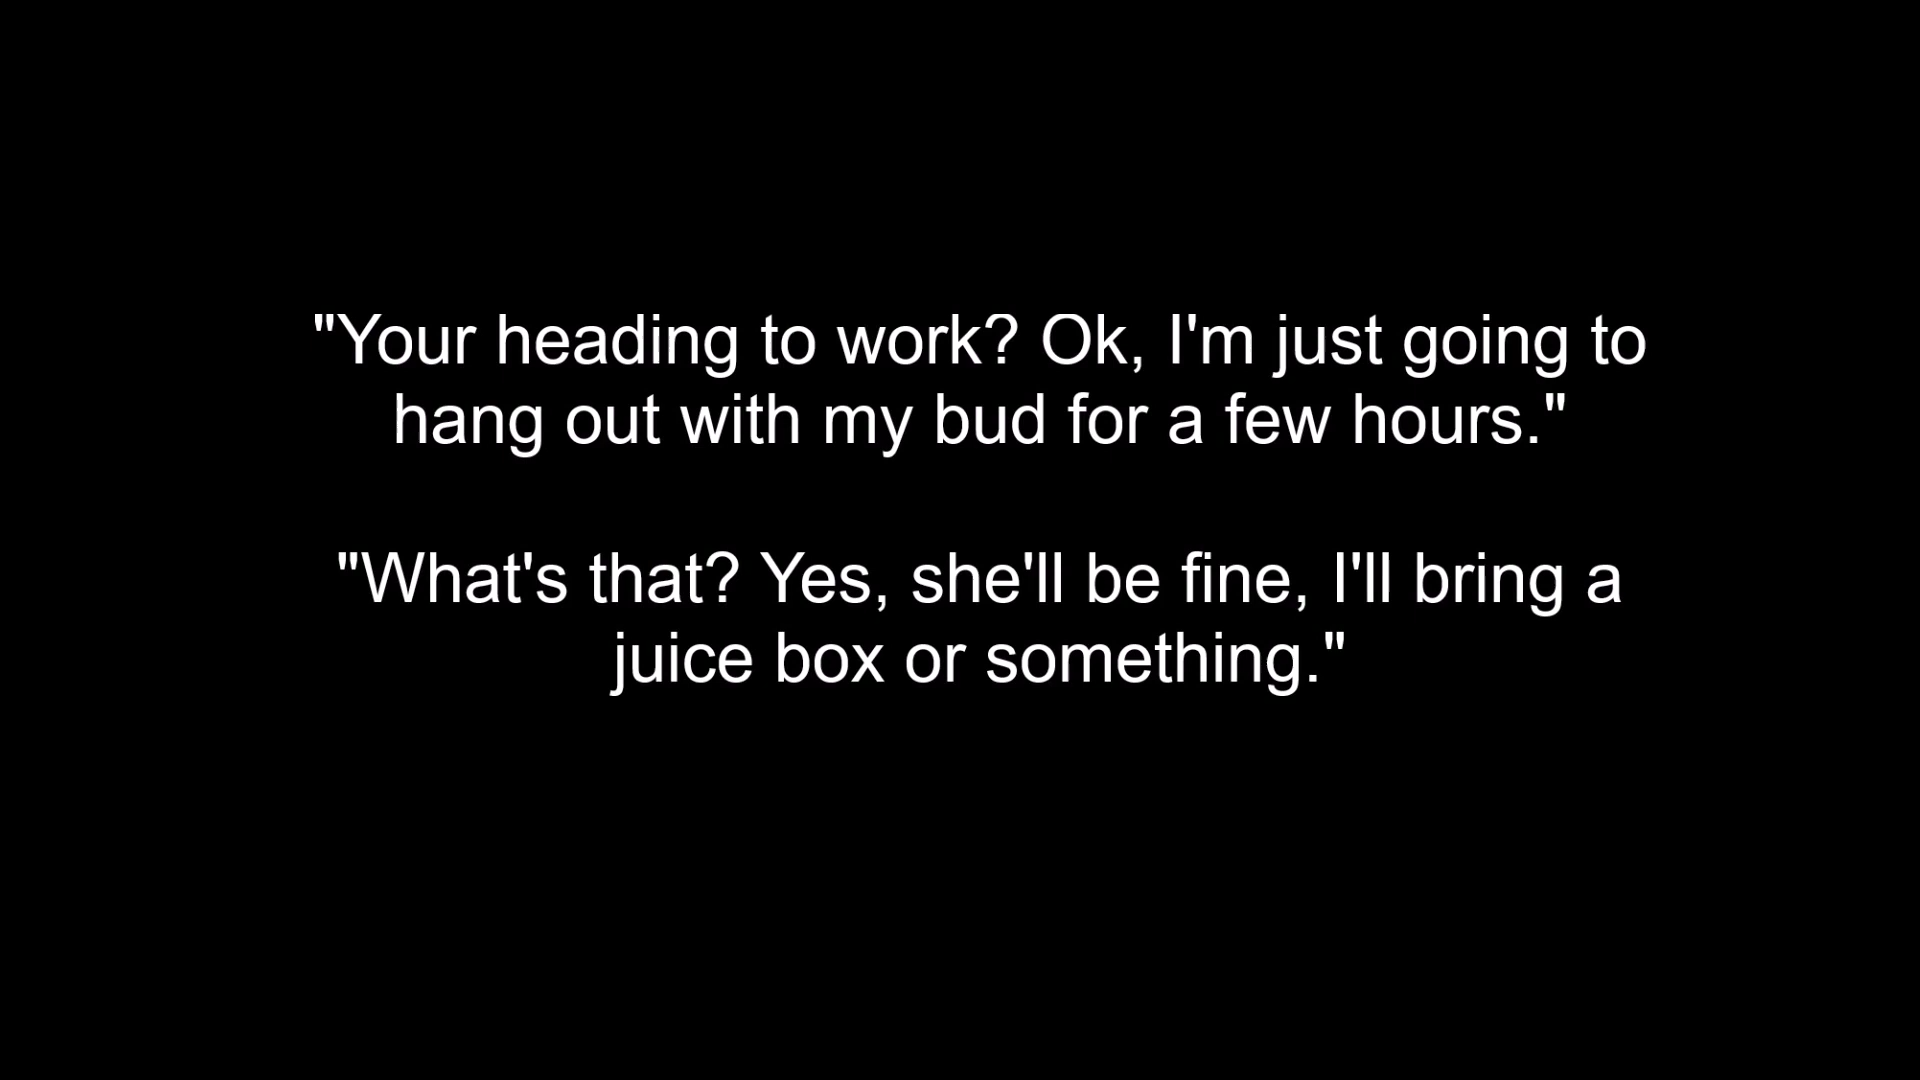 "Your heading to work? Ok, I'm just going to
hang out with my bud for a few hours."
"What's that? Yes, she'll be fine, I'll bring a
juice box or something."